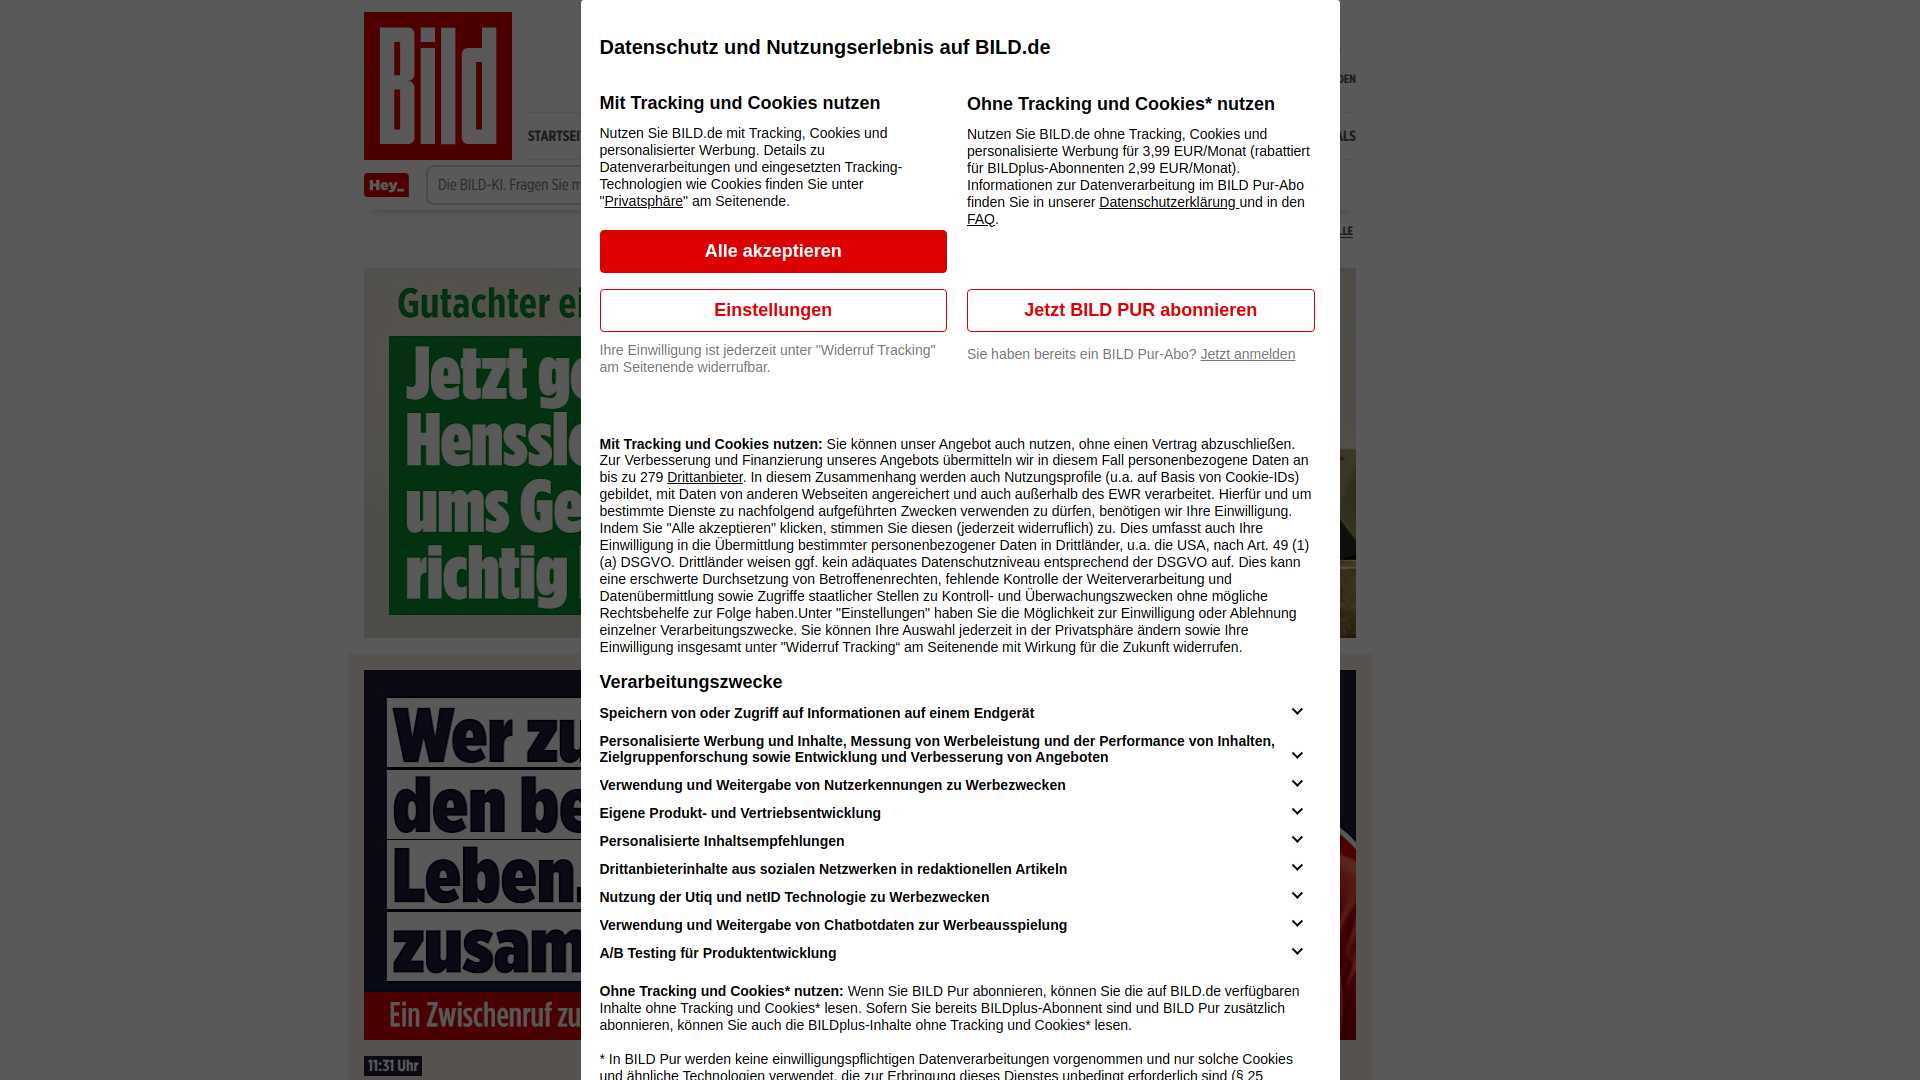 Bild
Datenschutz und Nutzungserlebnis auf BILD.de
Mit Tracking und Cookies nutzen
Nutzen Sie BILD.de mit Tracking, Cookies und
personalisierter Werbung. Details zu
Datenverarbeitungen und eingesetzten Tracking-
Technologien wie Cookies finden Sie unter
"Privatsphäre" am Seitenende.
Alle akzeptieren
Einstellungen
Ihre Einwilligung ist jederzeit unter "Widerruf Tracking"
am Seitenende widerrufbar.
Ohne Tracking und Cookies* nutzen
Nutzen Sie BILD.de ohne Tracking, Cookies und
personalisierte Werbung für 3,99 EUR/Monat (rabattiert
für BILDplus-Abonnenten 2,99 EUR/Monat).
Informationen zur Datenverarbeitung im BILD Pur-Abo
finden Sie in unserer Datenschutzerklärung und in den
FAQ.
Jetzt BILD PUR abonnieren
Sie haben bereits ein BILD Pur-Abo? Jetzt anmelden
Mit Tracking und Cookies nutzen: Sie können unser Angebot auch nutzen, ohne einen Vertrag abzuschließen.
Zur Verbesserung und Finanzierung unseres Angebots übermitteln wir in diesem Fall personenbezogene Daten an
bis zu 279 Drittanbieter. In diesem Zusammenhang werden auch Nutzungsprofile (u.a. auf Basis von Cookie-IDs)
gebildet, mit Daten von anderen Webseiten angereichert und auch außerhalb des EWR verarbeitet. Hierfür und um
bestimmte Dienste zu nachfolgend aufgeführten Zwecken verwenden zu dürfen, benötigen wir Ihre Einwilligung.
Indem Sie "Alle akzeptieren" klicken, stimmen Sie diesen (jederzeit widerruflich) zu. Dies umfasst auch Ihre
Einwilligung in die Übermittlung bestimmter personenbezogener Daten in Drittländer, u.a. die USA, nach Art. 49 (1)
(a) DSGVO. Drittländer weisen ggf. kein adäquates Datenschutzniveau entsprechend der DSGVO auf. Dies kann
eine erschwerte Durchsetzung von Betroffenenrechten, fehlende Kontrolle der Weiterverarbeitung und
Datenübermittlung sowie Zugriffe staatlicher Stellen zu Kontroll- und Überwachungszwecken ohne mögliche
Rechtsbehelfe zur Folge haben.Unter "Einstellungen" haben Sie die Möglichkeit zur Einwilligung oder Ablehnung
einzelner Verarbeitungszwecke. Sie können Ihre Auswahl jederzeit in der Privatsphäre ändern sowie Ihre
Einwilligung insgesamt unter "Widerruf Tracking“ am Seitenende mit Wirkung für die Zukunft widerrufen.
Verarbeitungszwecke
Speichern von oder Zugriff auf Informationen auf einem Endgerät
Personalisierte Werbung und Inhalte, Messung von Werbeleistung und der Performance von Inhalten,
Zielgruppenforschung sowie Entwicklung und Verbesserung von Angeboten
Verwendung und Weitergabe von Nutzerkennungen zu Werbezwecken
Eigene Produkt- und Vertriebsentwicklung
Personalisierte Inhaltsempfehlungen
Drittanbieterinhalte aus sozialen Netzwerken in redaktionellen Artikeln
Nutzung der Utiq und netID Technologie zu Werbezwecken
Verwendung und Weitergabe von Chatbotdaten zur Werbeausspielung
A/B Testing für Produktentwicklung
Ohne Tracking und Cookies* nutzen: Wenn Sie BILD Pur abonnieren, können Sie die auf BILD.de verfügbaren
Inhalte ohne Tracking und Cookies* lesen. Sofern Sie bereits BILDplus-Abonnent sind und BILD Pur zusätzlich
abonnieren, können Sie auch die BILDplus-Inhalte ohne Tracking und Cookies* lesen.
* In BILD Pur werden keine einwilligungspflichtigen Datenverarbeitungen vorgenommen und nur solche Cookies
und ähnliche Technologien verwendet, die zur Erbringung dieses Dienstes unbedingt erforderlich sind (§ 25
Hey_
Die BILD-KI. Fragen Sie
Gutachter
Jetzt
ums
richtig
Wer
den
Leben.
Ein Zwischenruf
11:31 Uhr